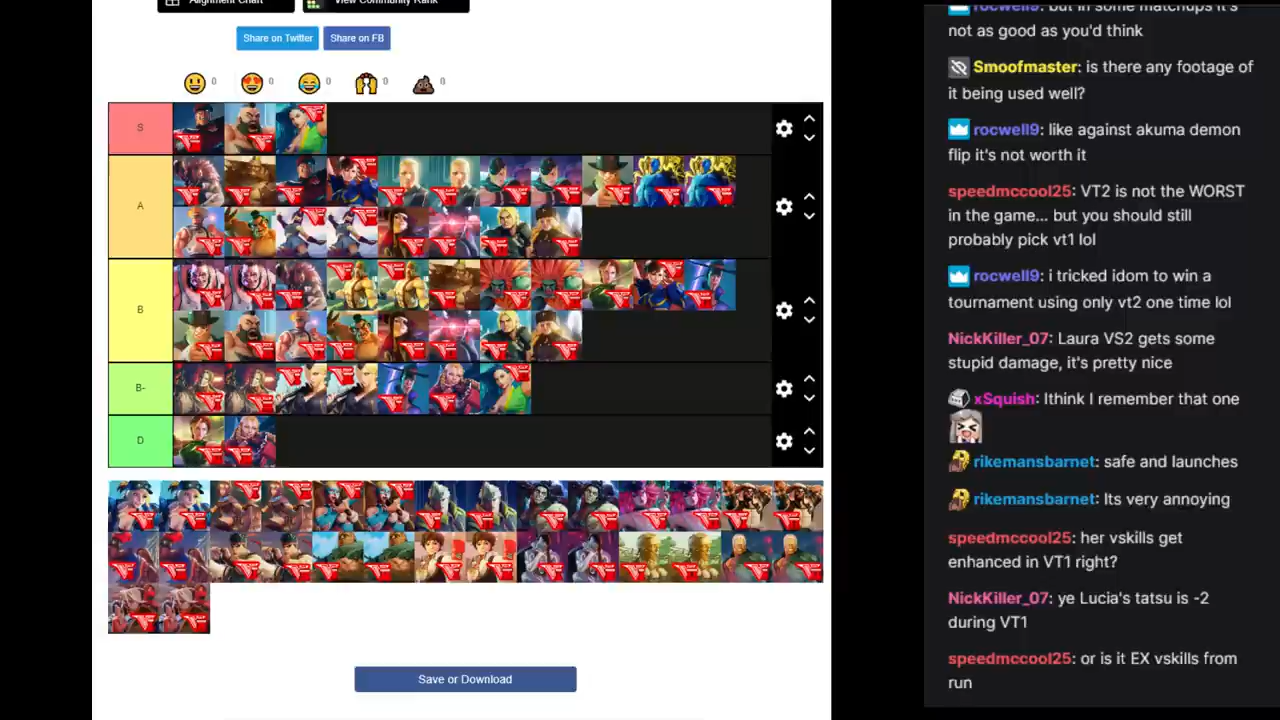 Alignment Chart
View Community Rank
Share on Twitter
Share on FB
0
0
0
0
0
S
A
B
B-
D
Save or Download
rocwell9: but in some matchups it's
not as good as you'd think
Smoofmaster: is there any footage of
it being used well?
rocwell9: like against akuma demon
flip it's not worth it
speedmccool25: VT2 is not the WORST
in the game... but you should still
probably pick vt1 lol
rocwell9: i tricked idom to win a
tournament using only vt2 one time lol
NickKiller_07: Laura VS2 gets some
stupid damage, it's pretty nice
xSquish: Ithink I remember that one
rikemansbarnet: safe and launches
rikemansbarnet: Its very annoying
speedmccool25: her vskills get
enhanced in VT1 right?
NickKiller_07: ye Lucia's tatsu is -2
during VT1
speedmccool25: or is it EX vskills from
run